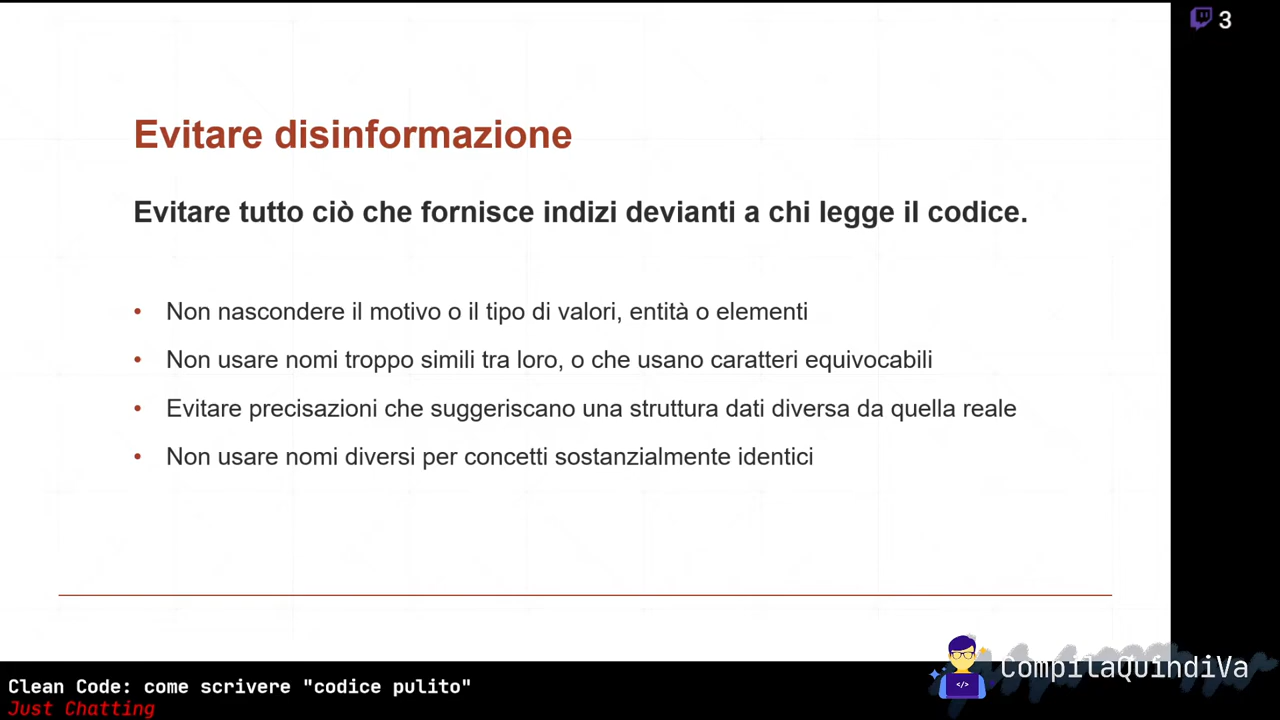 3
Evitare disinformazione
Evitare tutto ciò che fornisce indizi devianti a chi legge il codice.
• Non nascondere il motivo o il tipo di valori, entità o elementi
• Non usare nomi troppo simili tra loro, o che usano caratteri equivocabili
• Evitare precisazioni che suggeriscano una struttura dati diversa da quella reale
• Non usare nomi diversi per concetti sostanzialmente identici
</>
CompilaQuindiVa
Clean Code: come scrivere "codice pulito"
Just Chatting